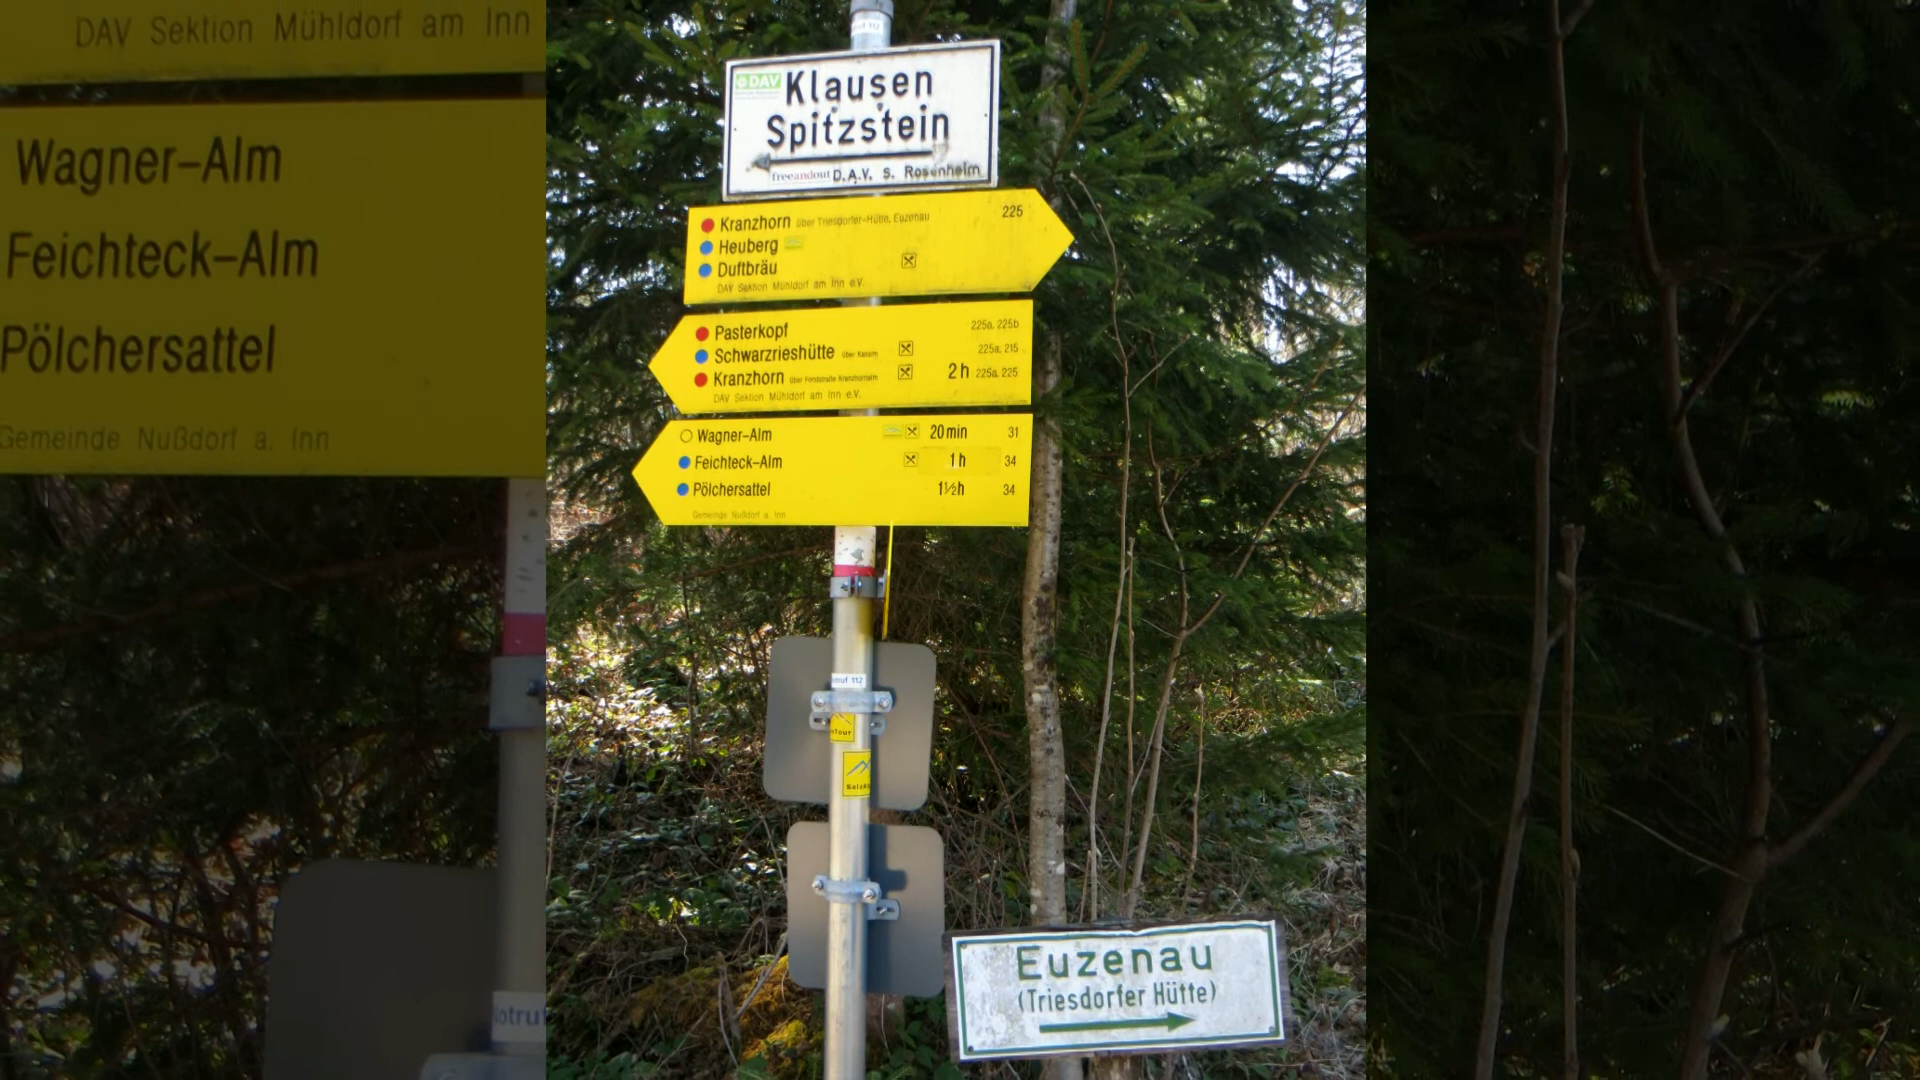 DAV Sektion Mühldorf am Inn
Wagner-Alm
Feichteck-Alm
Pölchersattel
Gemeinde Nußdorf a. Inn
Notruf
112
DAV
Klausen
Spitzstein
freeandout D.A.V. S. Rosenheim
Kranzhorn über Triesdorfer-Hütte, Euzenau 225
Heuberg
Duftbräu
DAV Sektion Mühldorf am Inn e.V.
Pasterkopf 225a, 225b
Schwarzrieshütte über Karalm 225a, 215
Kranzhorn über Forststraße Kranzhornalm 2 h 225a, 225
DAV Sektion Mühldorf am Inn e.V.
Wagner-Alm 20 min 31
Feichteck-Alm 1 h 34
Pölchersattel 1½h 34
Gemeinde Nußdorf a. Inn
otruf 112
Euzenau
(Triesdorfer Hütte)